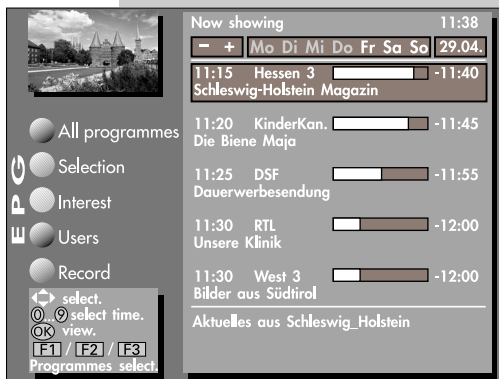 Now showing 11:38
− + Mo Di Mi Do Fr Sa So 29.04.
11:15 Hessen 3 -11:40
Schleswig-Holstein Magazin
11:20 KinderKan. -11:45
Die Biene Maja
11:25 DSF -11:55
Dauerwerbesendung
11:30 RTL -12:00
Unsere Klinik
11:30 West 3 -12:00
Bilder aus Südtirol
Aktuelles aus Schleswig_Holstein
EPG
All programmes
Selection
Interest
Users
Record
select.
0...9 select time.
OK view.
F1 / F2 / F3
Programmes select.